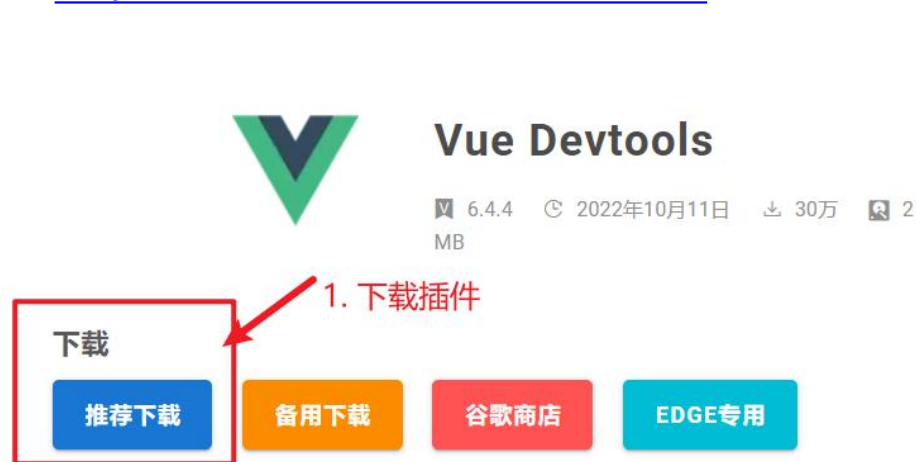 Vue Devtools
6.4.4 2022年10月11日 30万 2
MB
1. 下载插件
下载
推荐下载 备用下载 谷歌商店 EDGE专用